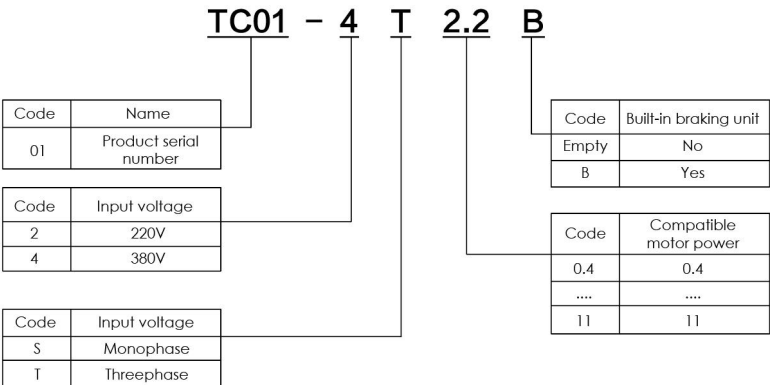 TC01 - 4 T 2.2 B
Code Name
01 Product serial
number
Code Input voltage
2 220V
4 380V
Code Input voltage
S Monophase
T Threephase
Code Built-in braking unit
Empty No
B Yes
Code Compatible
motor power
0.4 0.4
.... ....
11 11